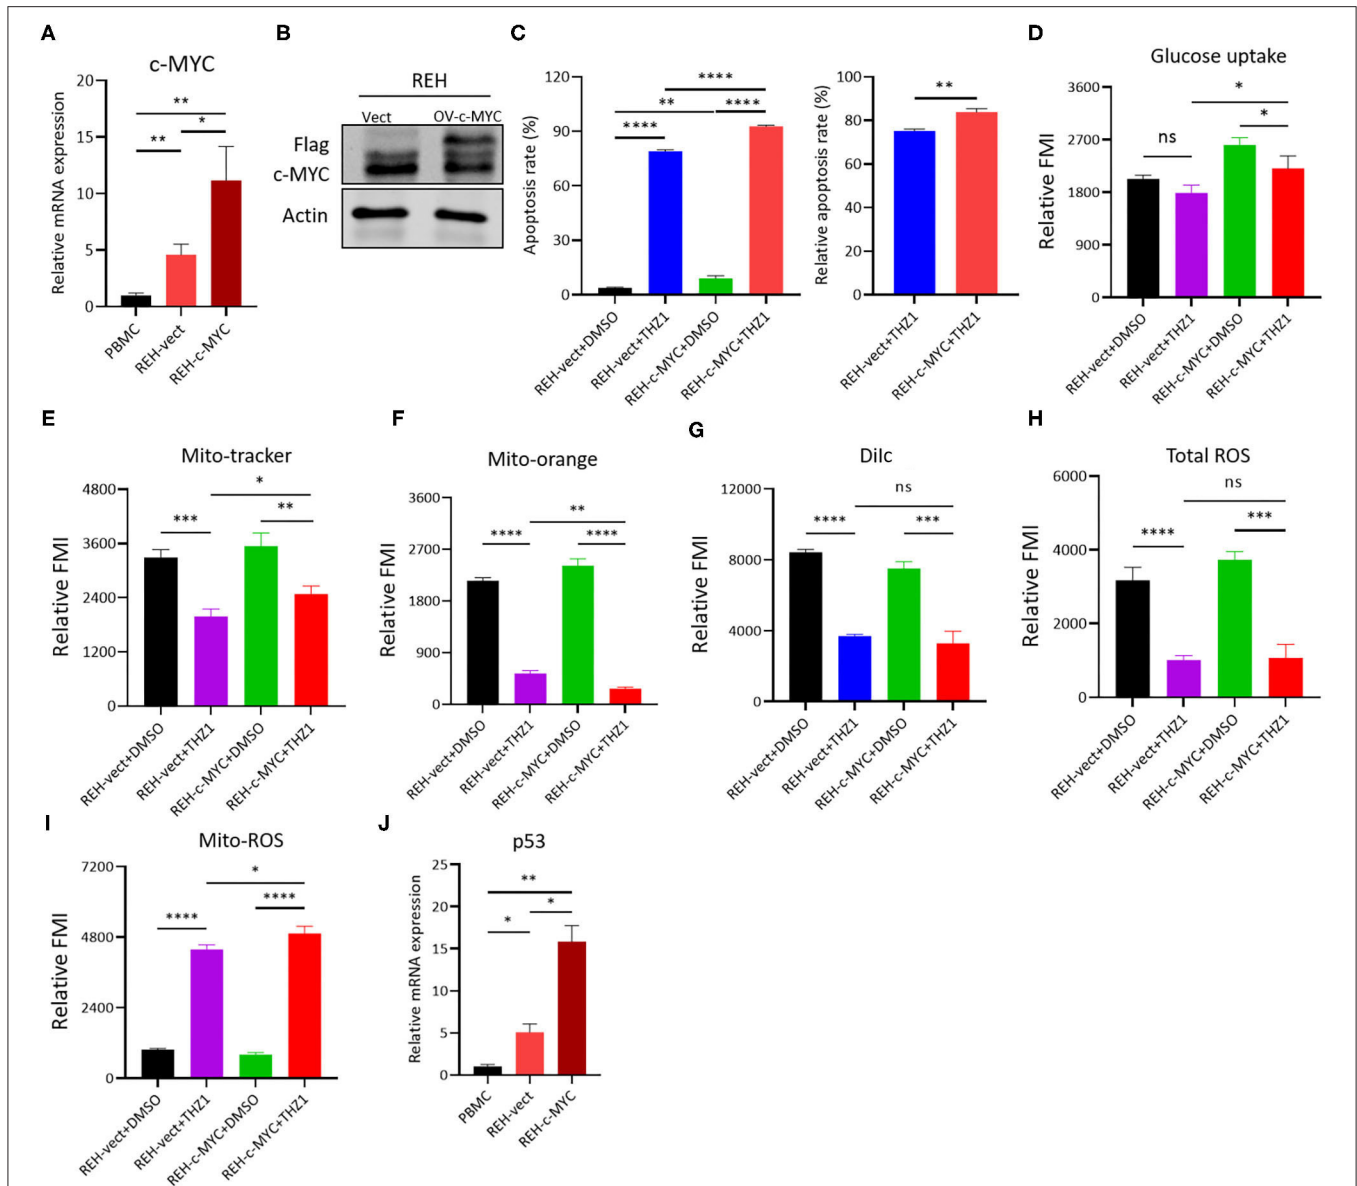 A
c-MYC
Relative mRNA expression
20
15
10
5
0
**
**
*
PBMC
REH-vect
REH-c-MYC
B
REH
Vect
OV-c-MYC
Flag
c-MYC
Actin
C
Apoptosis rate (%)
120
90
60
30
0
****
**
****
****
REH-vect+DMSO
REH-vect+THZ1
REH-c-MYC+DMSO
REH-c-MYC+THZ1
Relative apoptosis rate (%)
100
80
60
40
20
0
**
REH-vect+THZ1
REH-c-MYC+THZ1
D
Glucose uptake
Relative FMI
3600
2700
1800
900
0
*
ns
*
REH-vect+DMSO
REH-vect+THZ1
REH-c-MYC+DMSO
REH-c-MYC+THZ1
E
Mito-tracker
Relative FMI
4800
3600
2400
1200
0
*
***
**
REH-vect+DMSO
REH-vect+THZ1
REH-c-MYC+DMSO
REH-c-MYC+THZ1
F
Mito-orange
Relative FMI
3600
2700
1800
900
0
**
****
****
REH-vect+DMSO
REH-vect+THZ1
REH-c-MYC+DMSO
REH-c-MYC+THZ1
G
Dilc
Relative FMI
12000
8000
4000
0
ns
****
***
REH-vect+DMSO
REH-vect+THZ1
REH-c-MYC+DMSO
REH-c-MYC+THZ1
H
Total ROS
Relative FMI
6000
4000
2000
0
ns
****
***
REH-vect+DMSO
REH-vect+THZ1
REH-c-MYC+DMSO
REH-c-MYC+THZ1
I
Mito-ROS
Relative FMI
7200
4800
2400
0
*
****
****
REH-vect+DMSO
REH-vect+THZ1
REH-c-MYC+DMSO
REH-c-MYC+THZ1
J
p53
Relative mRNA expression
25
20
15
10
5
0
**
*
*
PBMC
REH-vect
REH-c-MYC